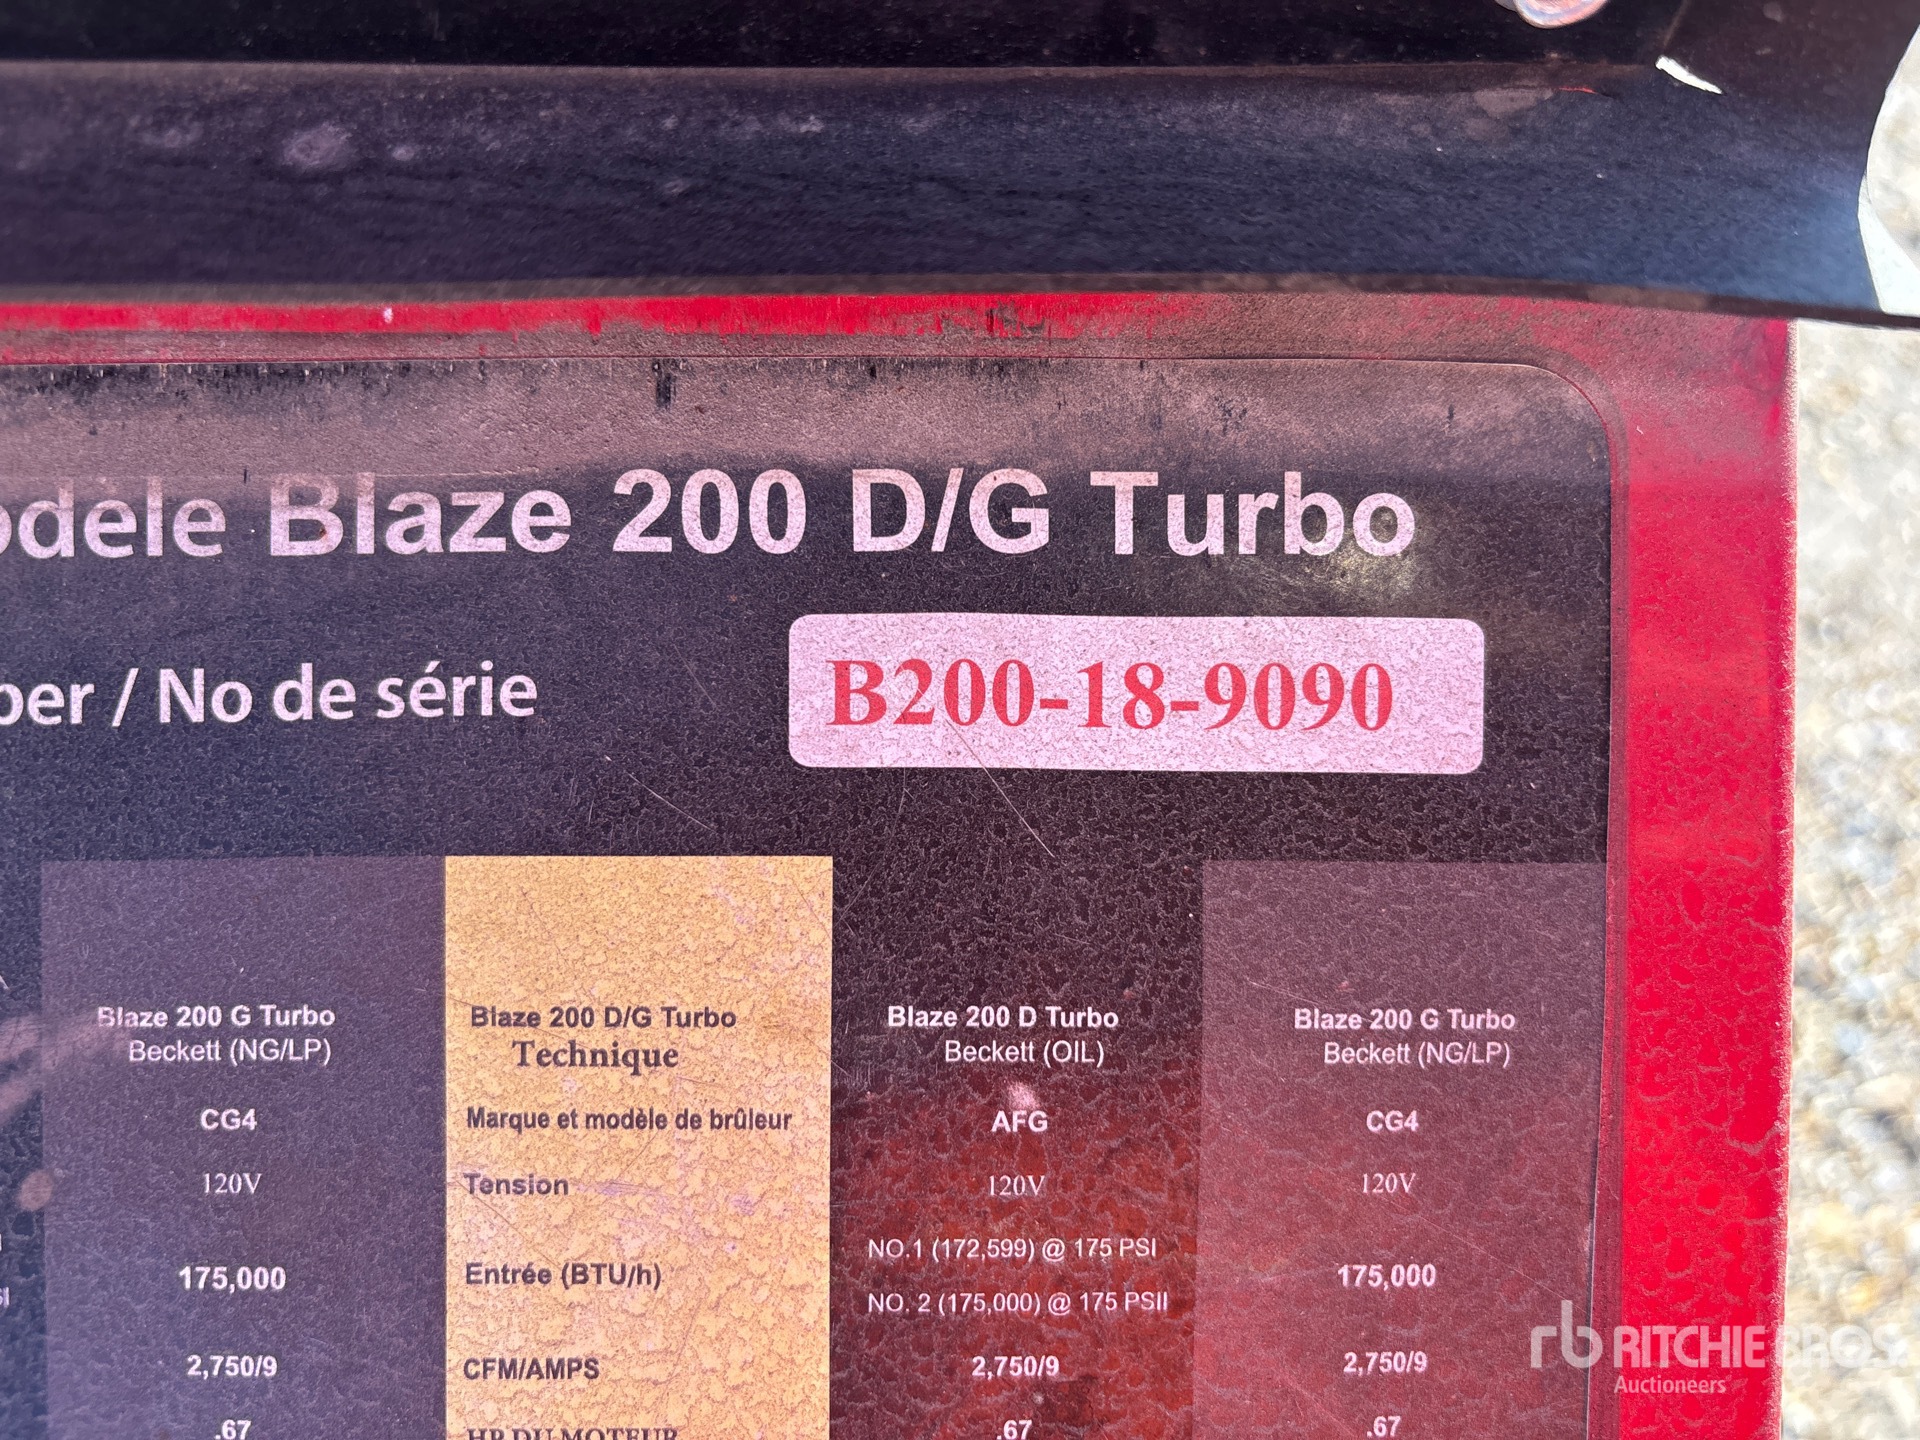 odele Blaze 200 D/G Turbo
ber / No de série B200-18-9090
Blaze 200 G Turbo Blaze 200 D/G Turbo Blaze 200 D Turbo Blaze 200 G Turbo
Beckett (NG/LP) Technique Beckett (OIL) Beckett (NG/LP)
CG4 Marque et modèle de brûleur AFG CG4
120V Tension 120V 120V
NO.1 (172,599) @ 175 PSI
175,000 Entrée (BTU/h) 175,000
NO. 2 (175,000) @ 175 PSII
2,750/9 CFM/AMPS 2,750/9 2,750/9
.67 HP DU MOTEUR .67 .67
rb RITCHIE BROS.
Auctioneers